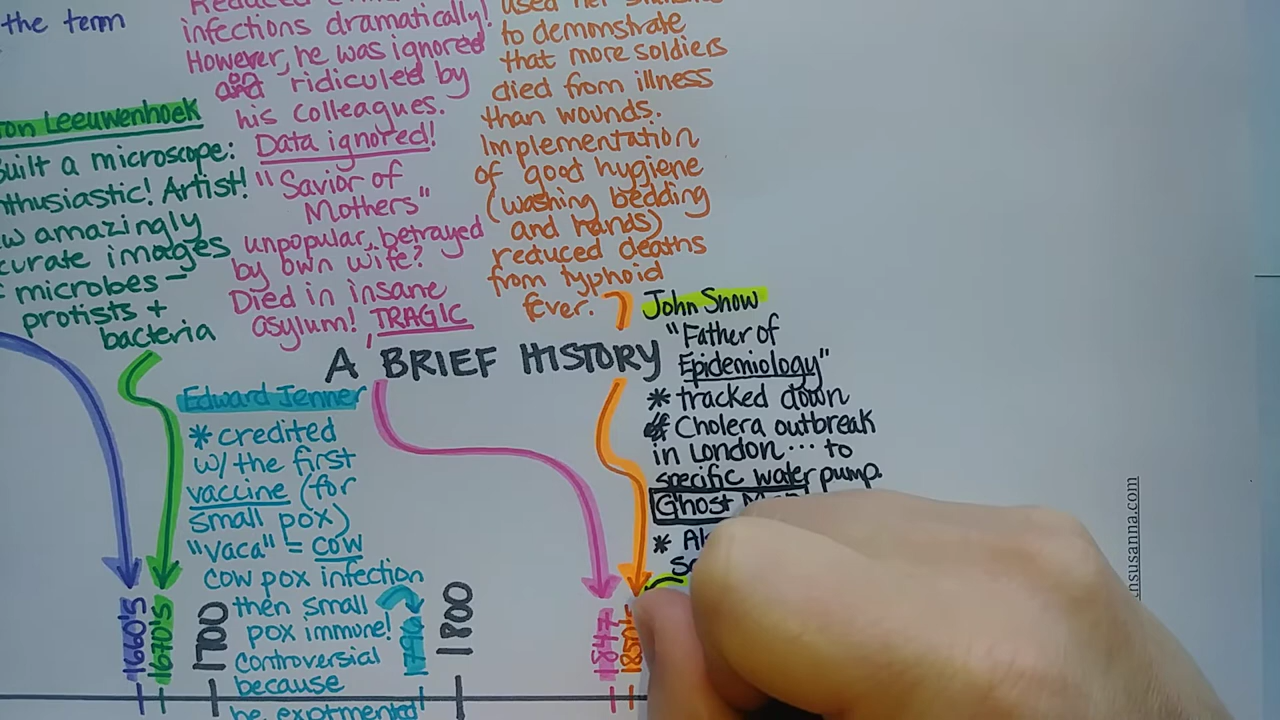 the term
infections dramatically!
However, he was ignored
and ridiculed by
his colleagues.
Data ignored!
"Savior of
Mothers"
unpopular, betrayed
by own wife?
Died in insane
asylum! TRAGIC
to demonstrate
that more soldiers
died from illness
than wounds.
Implementation
of good hygiene
(washing bedding
and hands)
reduced deaths
from typhoid
fever.
Leeuwenhoek
Built a microscope:
Artist!
amazingly
images
microbes -
protists +
bacteria
A BRIEF HISTORY
John Snow
"Father of
Epidemiology"
* tracked down
Cholera outbreak
in London ... to
specific water pump.
Ghost
*
Edward Jenner
* credited
w/ the first
vaccine (for
small pox)
"Vaca" = cow
cow pox infection
then small
pox immune!
controversial
because
1660's
1670's
1700
1800
1847
nsusanna.com